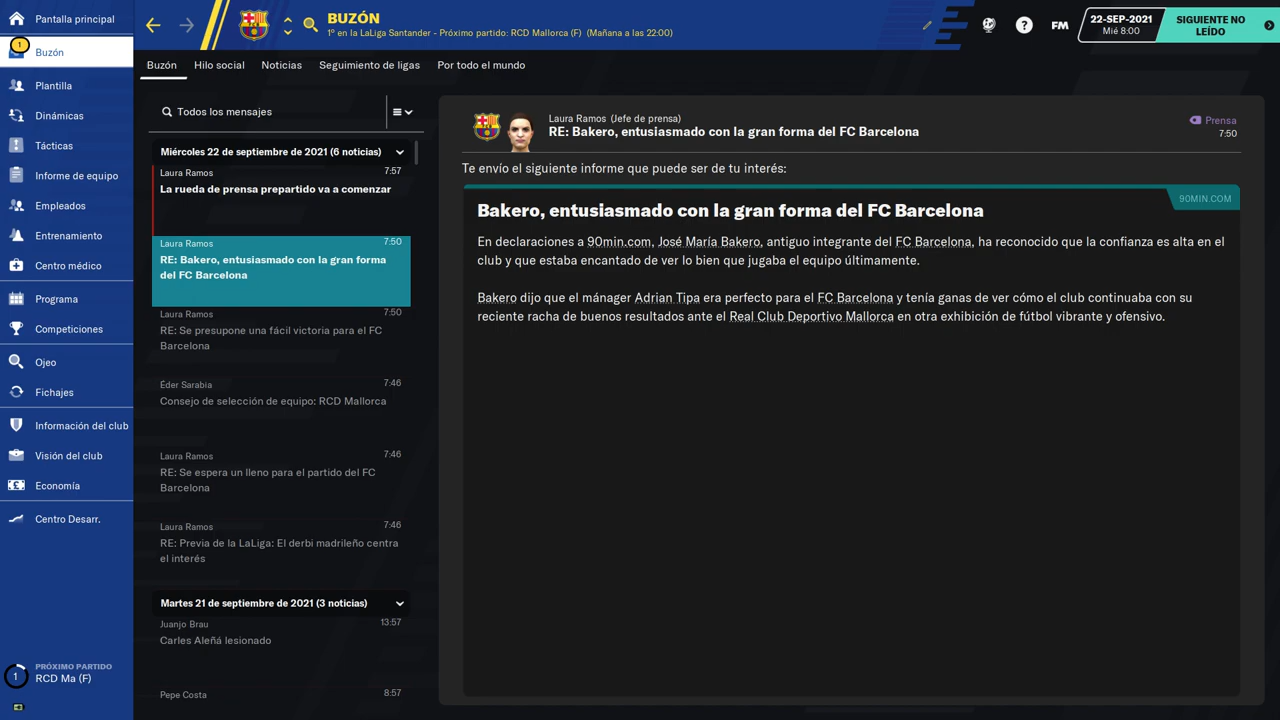 Pantalla principal
1
Buzón
Plantilla
Dinámicas
Tácticas
Informe de equipo
Empleados
Entrenamiento
Centro médico
Programa
Competiciones
Ojeo
Fichajes
Información del club
Visión del club
Economía
Centro Desarr.
PRÓXIMO PARTIDO
1
RCD Ma (F)
BUZÓN
1º en la LaLiga Santander - Próximo partido: RCD Mallorca (F) (Mañana a las 22:00)
?
FM
22-SEP-2021
Mié 8:00
SIGUIENTE NO
LEÍDO
Buzón Hilo social Noticias Seguimiento de ligas Por todo el mundo
Todos los mensajes
Miércoles 22 de septiembre de 2021 (6 noticias)
Laura Ramos 7:57
La rueda de prensa prepartido va a comenzar
Laura Ramos 7:50
RE: Bakero, entusiasmado con la gran forma
del FC Barcelona
Laura Ramos 7:50
RE: Se presupone una fácil victoria para el FC
Barcelona
Éder Sarabia 7:46
Consejo de selección de equipo: RCD Mallorca
Laura Ramos 7:46
RE: Se espera un lleno para el partido del FC
Barcelona
Laura Ramos 7:46
RE: Previa de la LaLiga: El derbi madrileño centra
el interés
Martes 21 de septiembre de 2021 (3 noticias)
Juanjo Brau 13:57
Carles Aleñá lesionado
Pepe Costa 8:57
Laura Ramos (Jefe de prensa)
RE: Bakero, entusiasmado con la gran forma del FC Barcelona
Prensa
7:50
Te envío el siguiente informe que puede ser de tu interés:
90MIN.COM
Bakero, entusiasmado con la gran forma del FC Barcelona
En declaraciones a 90min.com, José María Bakero, antiguo integrante del FC Barcelona, ha reconocido que la confianza es alta en el
club y que estaba encantado de ver lo bien que jugaba el equipo últimamente.
Bakero dijo que el mánager Adrian Tipa era perfecto para el FC Barcelona y tenía ganas de ver cómo el club continuaba con su
reciente racha de buenos resultados ante el Real Club Deportivo Mallorca en otra exhibición de fútbol vibrante y ofensivo.